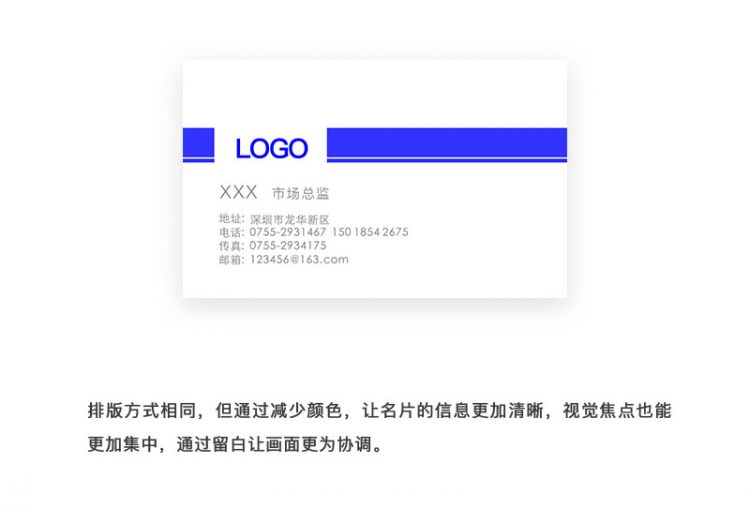 LOGO
XXX 市场总监
地址: 深圳市龙华新区
电话: 0755-2931467 150 1854 2675
传真: 0755-2934175
邮箱: 123456@163.com
排版方式相同，但通过减少颜色，让名片的信息更加清晰，视觉焦点也能
更加集中，通过留白让画面更为协调。